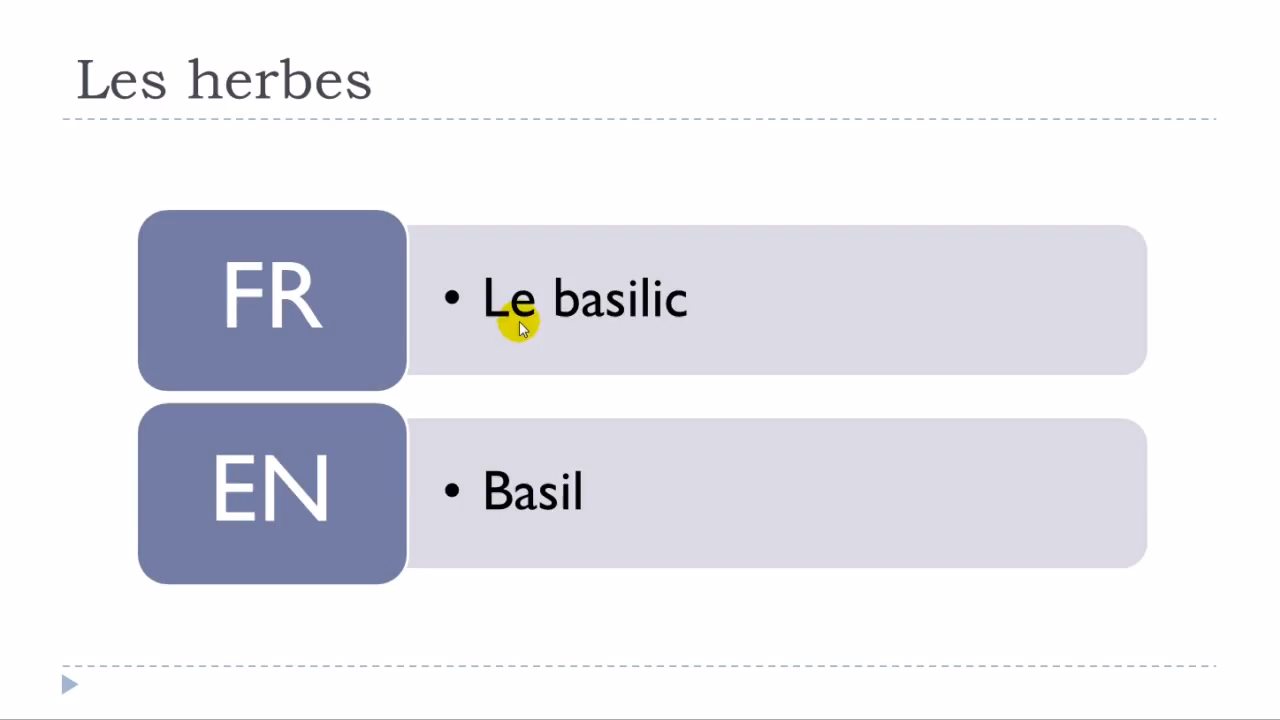 Les herbes
FR
• Le basilic
EN
• Basil